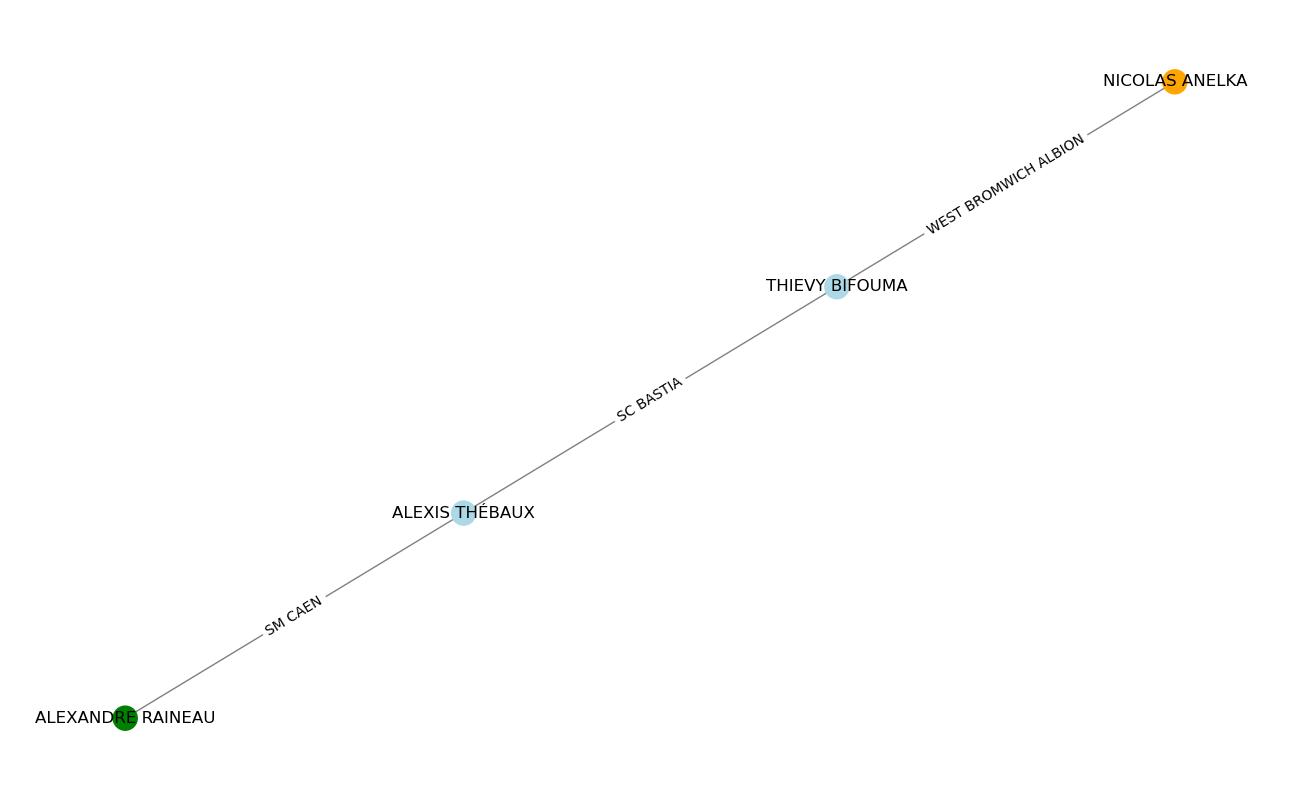 NICOLAS ANELKA
WEST BROMWICH ALBION
THIEVY BIFOUMA
SC BASTIA
ALEXIS THÉBAUX
SM CAEN
ALEXANDRE RAINEAU